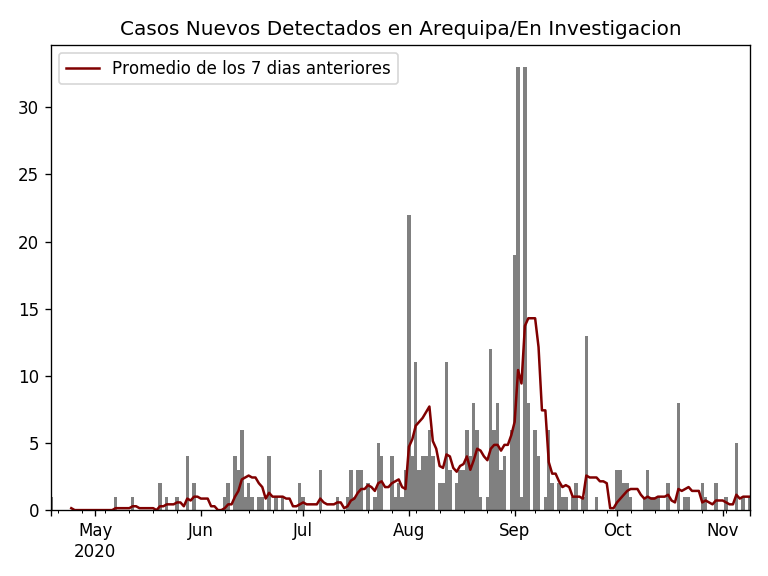 Casos Nuevos Detectados en Arequipa/En Investigacion
Promedio de los 7 dias anteriores
30
25
20
15
10
5
0
May Jun Jul Aug Sep Oct Nov
2020